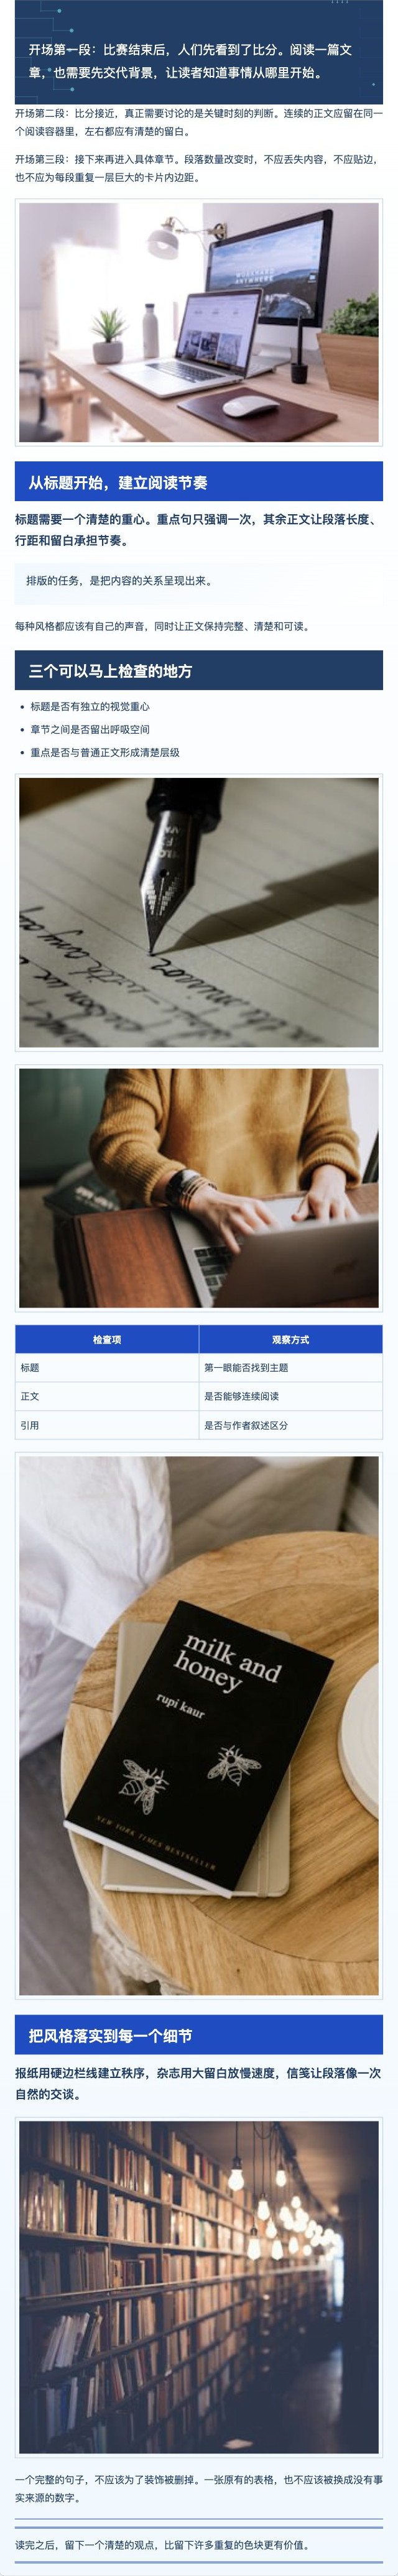 开场第一段：比赛结束后，人们先看到了比分。阅读一篇文
章，也需要先交代背景，让读者知道事情从哪里开始。
开场第二段：比分接近，真正需要讨论的是关键时刻的判断。连续的正文应留在同一
个阅读容器里，左右都应有清楚的留白。
开场第三段：接下来再进入具体章节。段落数量改变时，不应丢失内容，不应贴边，
也不应为每段重复一层巨大的卡片内边距。
从标题开始，建立阅读节奏
标题需要一个清楚的重心。重点句只强调一次，其余正文让段落长度、
行距和留白承担节奏。
排版的任务，是把内容的关系呈现出来。
每种风格都应该有自己的声音，同时让正文保持完整、清楚和可读。
三个可以马上检查的地方
• 标题是否有独立的视觉重心
• 章节之间是否留出呼吸空间
• 重点是否与普通正文形成清楚层级
检查项 观察方式
标题 第一眼能否找到主题
正文 是否能够连续阅读
引用 是否与作者叙述区分
milk and
honey
rupi kaur
NEW YORK TIMES BESTSELLER
把风格落实到每一个细节
报纸用硬边栏线建立秩序，杂志用大留白放慢速度，信笺让段落像一次
自然的交谈。
一个完整的句子，不应该为了装饰被删掉。一张原有的表格，也不应该被换成没有事
实来源的数字。
读完之后，留下一个清楚的观点，比留下许多重复的色块更有价值。